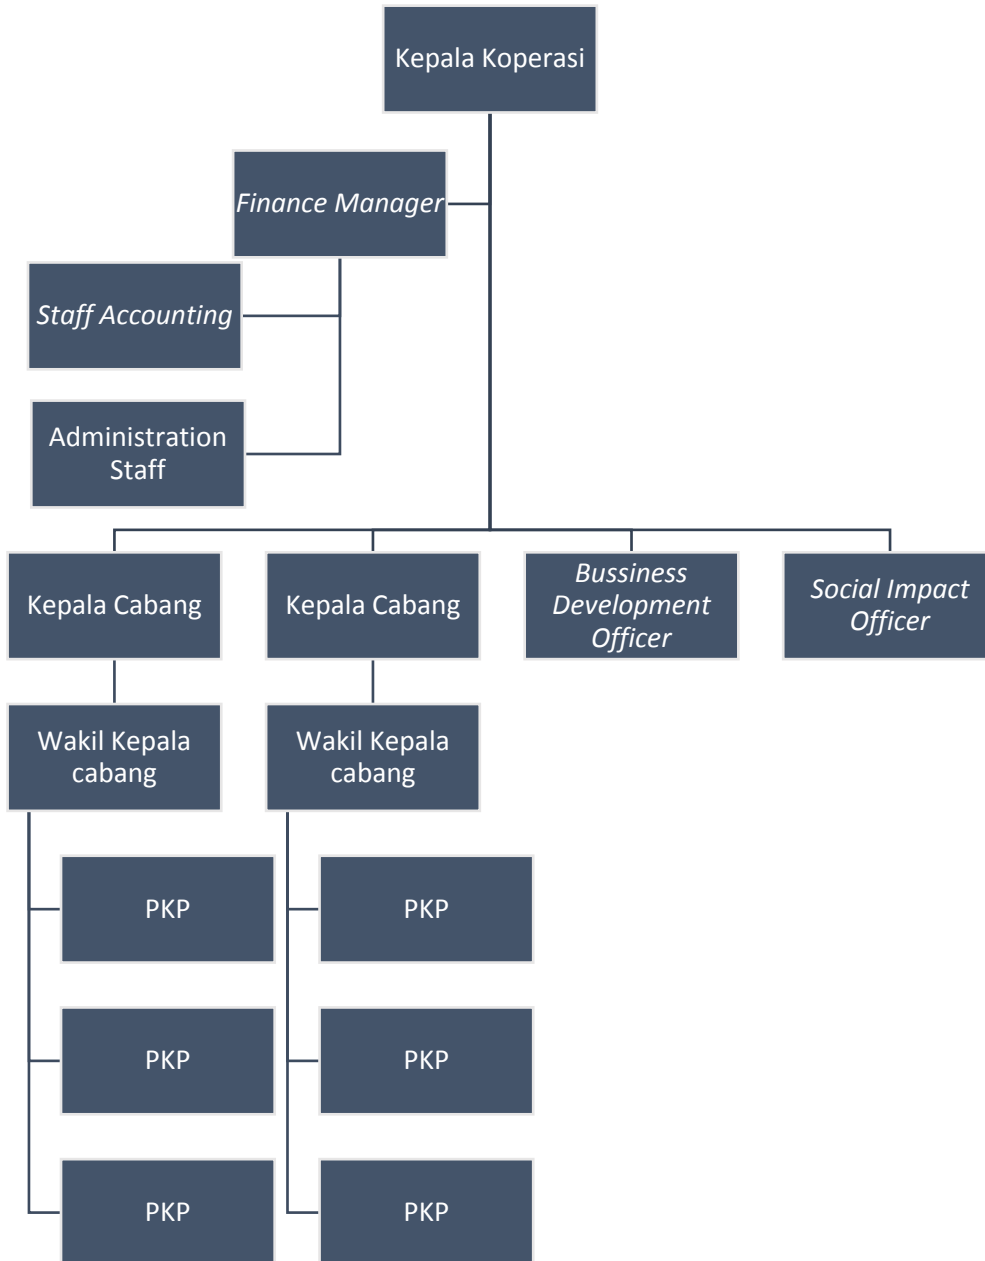 Kepala Koperasi
Finance Manager
Staff Accounting
Administration
Staff
Kepala Cabang
Kepala Cabang
Bussiness
Development
Officer
Social Impact
Officer
Wakil Kepala
cabang
Wakil Kepala
cabang
PKP
PKP
PKP
PKP
PKP
PKP